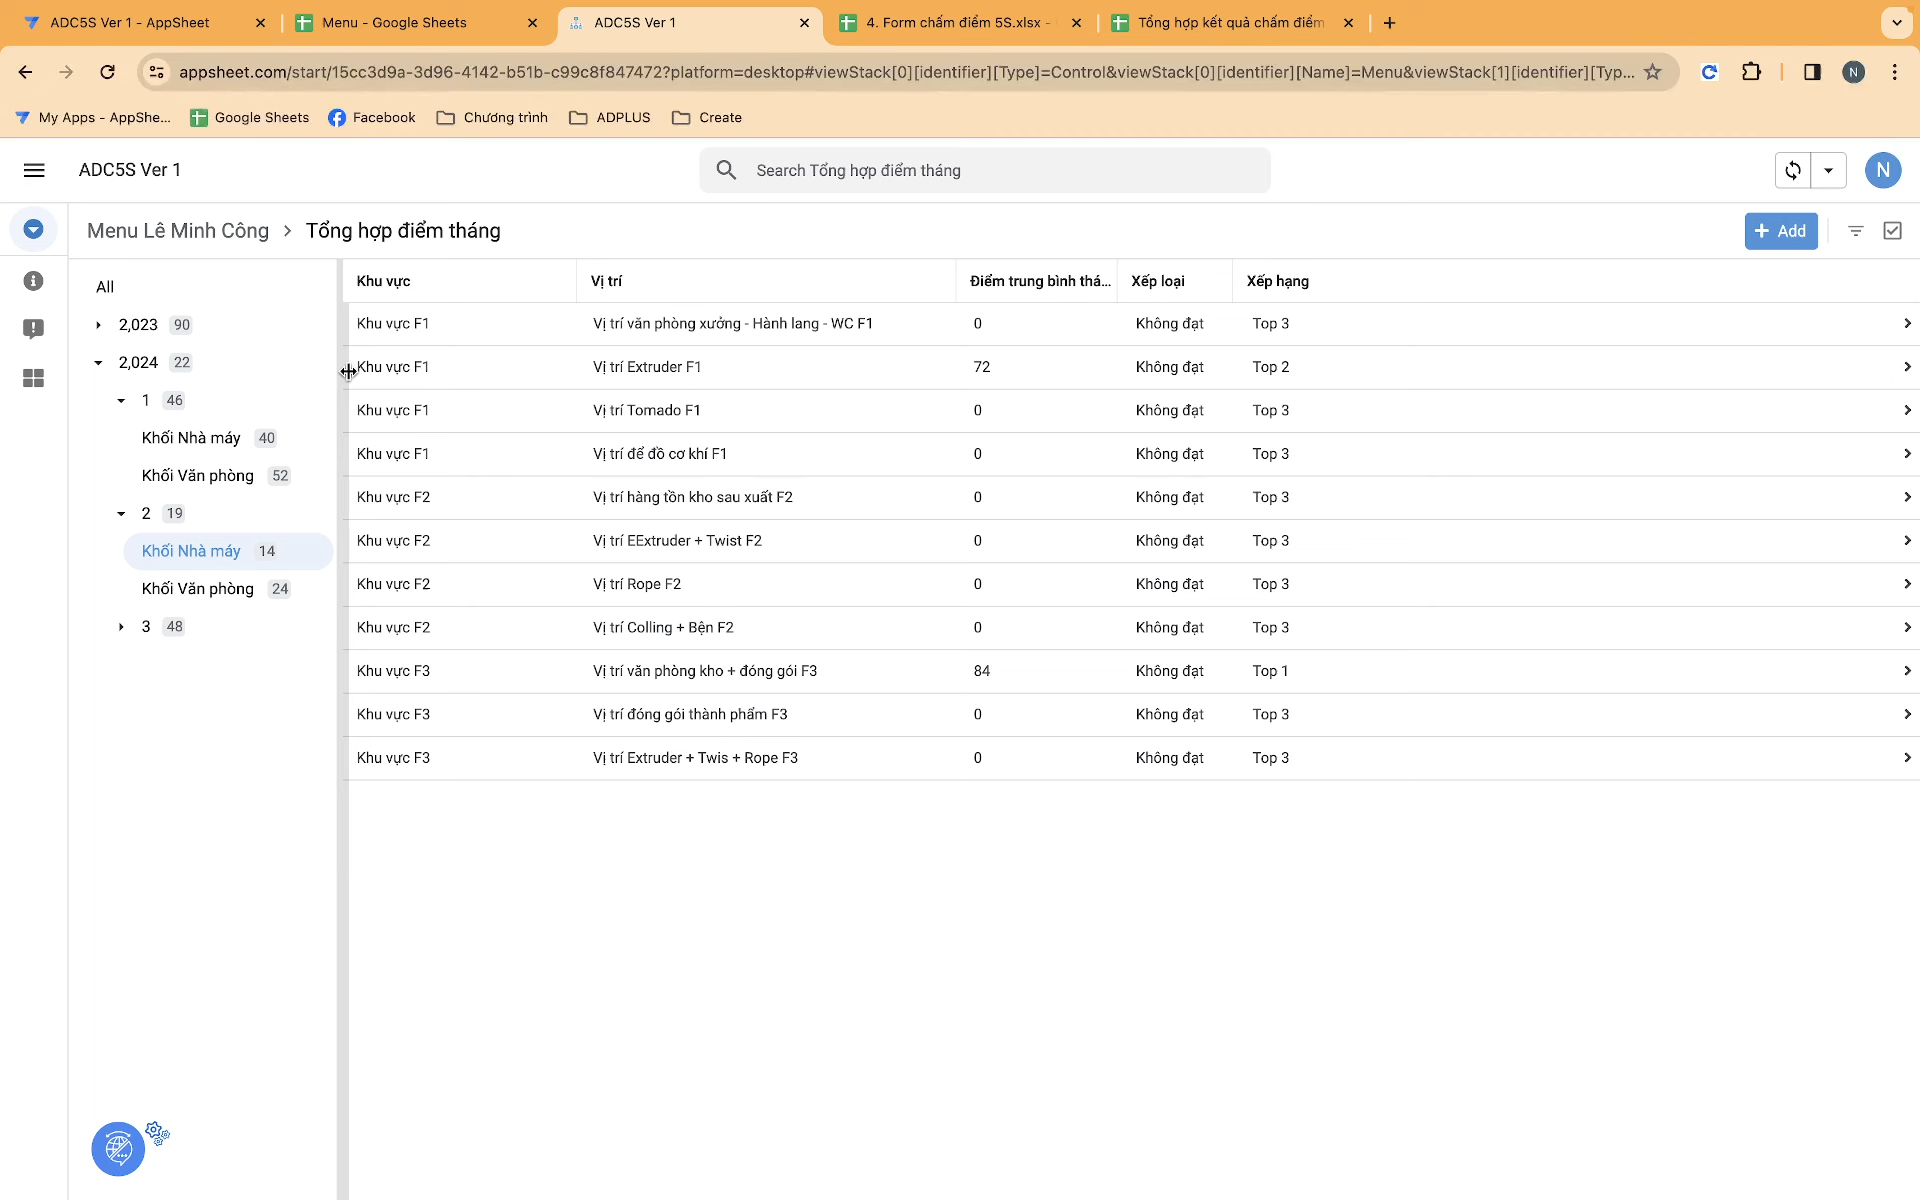 ADC5S Ver 1 - AppSheet
Menu - Google Sheets
ADC5S Ver 1
4. Form chấm điểm 5S.xlsx -
Tổng hợp kết quả chấm điểm
appsheet.com/start/15cc3d9a-3d96-4142-b51b-c99c8f847472?platform=desktop#viewStack[0][identifier][Type]=Control&viewStack[0][identifier][Name]=Menu&viewStack[1][identifier][Typ...
N
My Apps - AppShe...
Google Sheets
Facebook
Chương trình
ADPLUS
Create
ADC5S Ver 1
Search Tổng hợp điểm tháng
N
Menu Lê Minh Công > Tổng hợp điểm tháng
+ Add
All
2,023 90
2,024 22
1 46
Khối Nhà máy 40
Khối Văn phòng 52
2 19
Khối Nhà máy 14
Khối Văn phòng 24
3 48
Khu vực Vị trí Điểm trung bình thá... Xếp loại Xếp hạng
Khu vực F1 Vị trí văn phòng xưởng - Hành lang - WC F1 0 Không đạt Top 3
Khu vực F1 Vị trí Extruder F1 72 Không đạt Top 2
Khu vực F1 Vị trí Tomado F1 0 Không đạt Top 3
Khu vực F1 Vị trí để đồ cơ khí F1 0 Không đạt Top 3
Khu vực F2 Vị trí hàng tồn kho sau xuất F2 0 Không đạt Top 3
Khu vực F2 Vị trí EExtruder + Twist F2 0 Không đạt Top 3
Khu vực F2 Vị trí Rope F2 0 Không đạt Top 3
Khu vực F2 Vị trí Colling + Bện F2 0 Không đạt Top 3
Khu vực F3 Vị trí văn phòng kho + đóng gói F3 84 Không đạt Top 1
Khu vực F3 Vị trí đóng gói thành phẩm F3 0 Không đạt Top 3
Khu vực F3 Vị trí Extruder + Twis + Rope F3 0 Không đạt Top 3